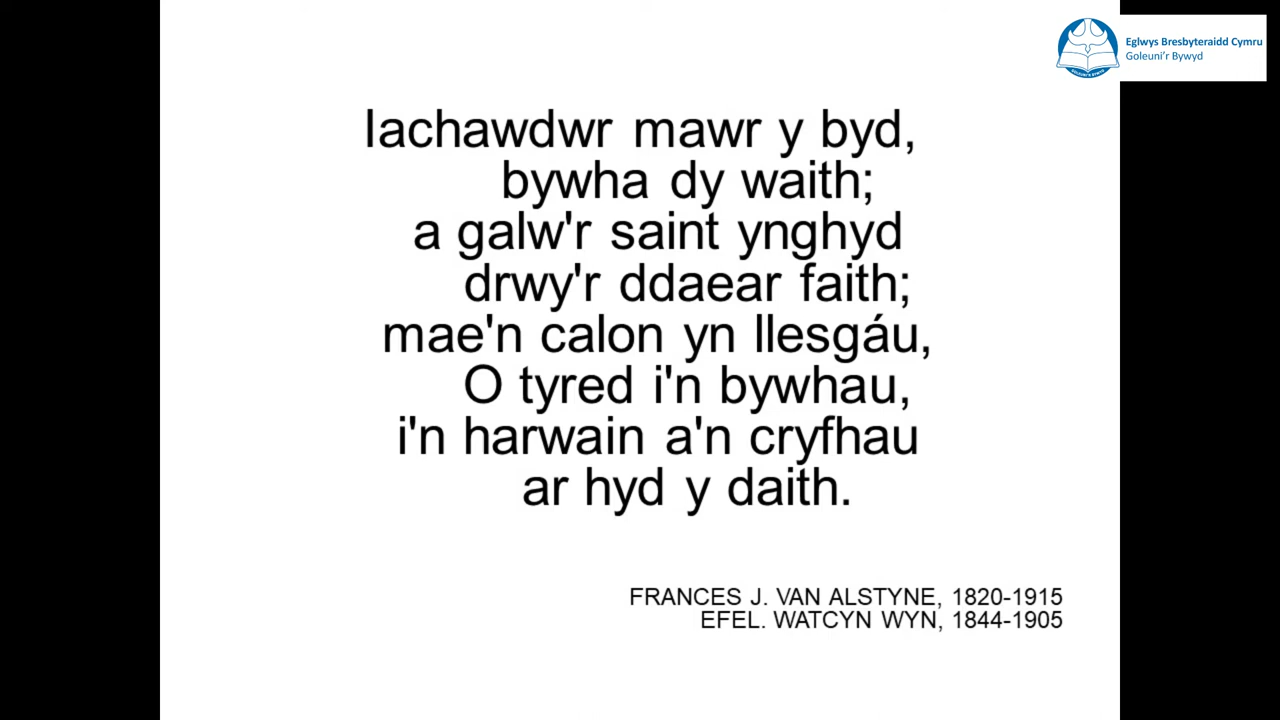 Eglwys Bresbyteraidd Cymru
Goleuni'r Bywyd
GOLEUNI'R BYWYD
Iachawdwr mawr y byd,
bywha dy waith;
a galw'r saint ynghyd
drwy'r ddaear faith;
mae'n calon yn llesgáu,
O tyred i'n bywhau,
i'n harwain a'n cryfhau
ar hyd y daith.
FRANCES J. VAN ALSTYNE, 1820-1915
EFEL. WATCYN WYN, 1844-1905